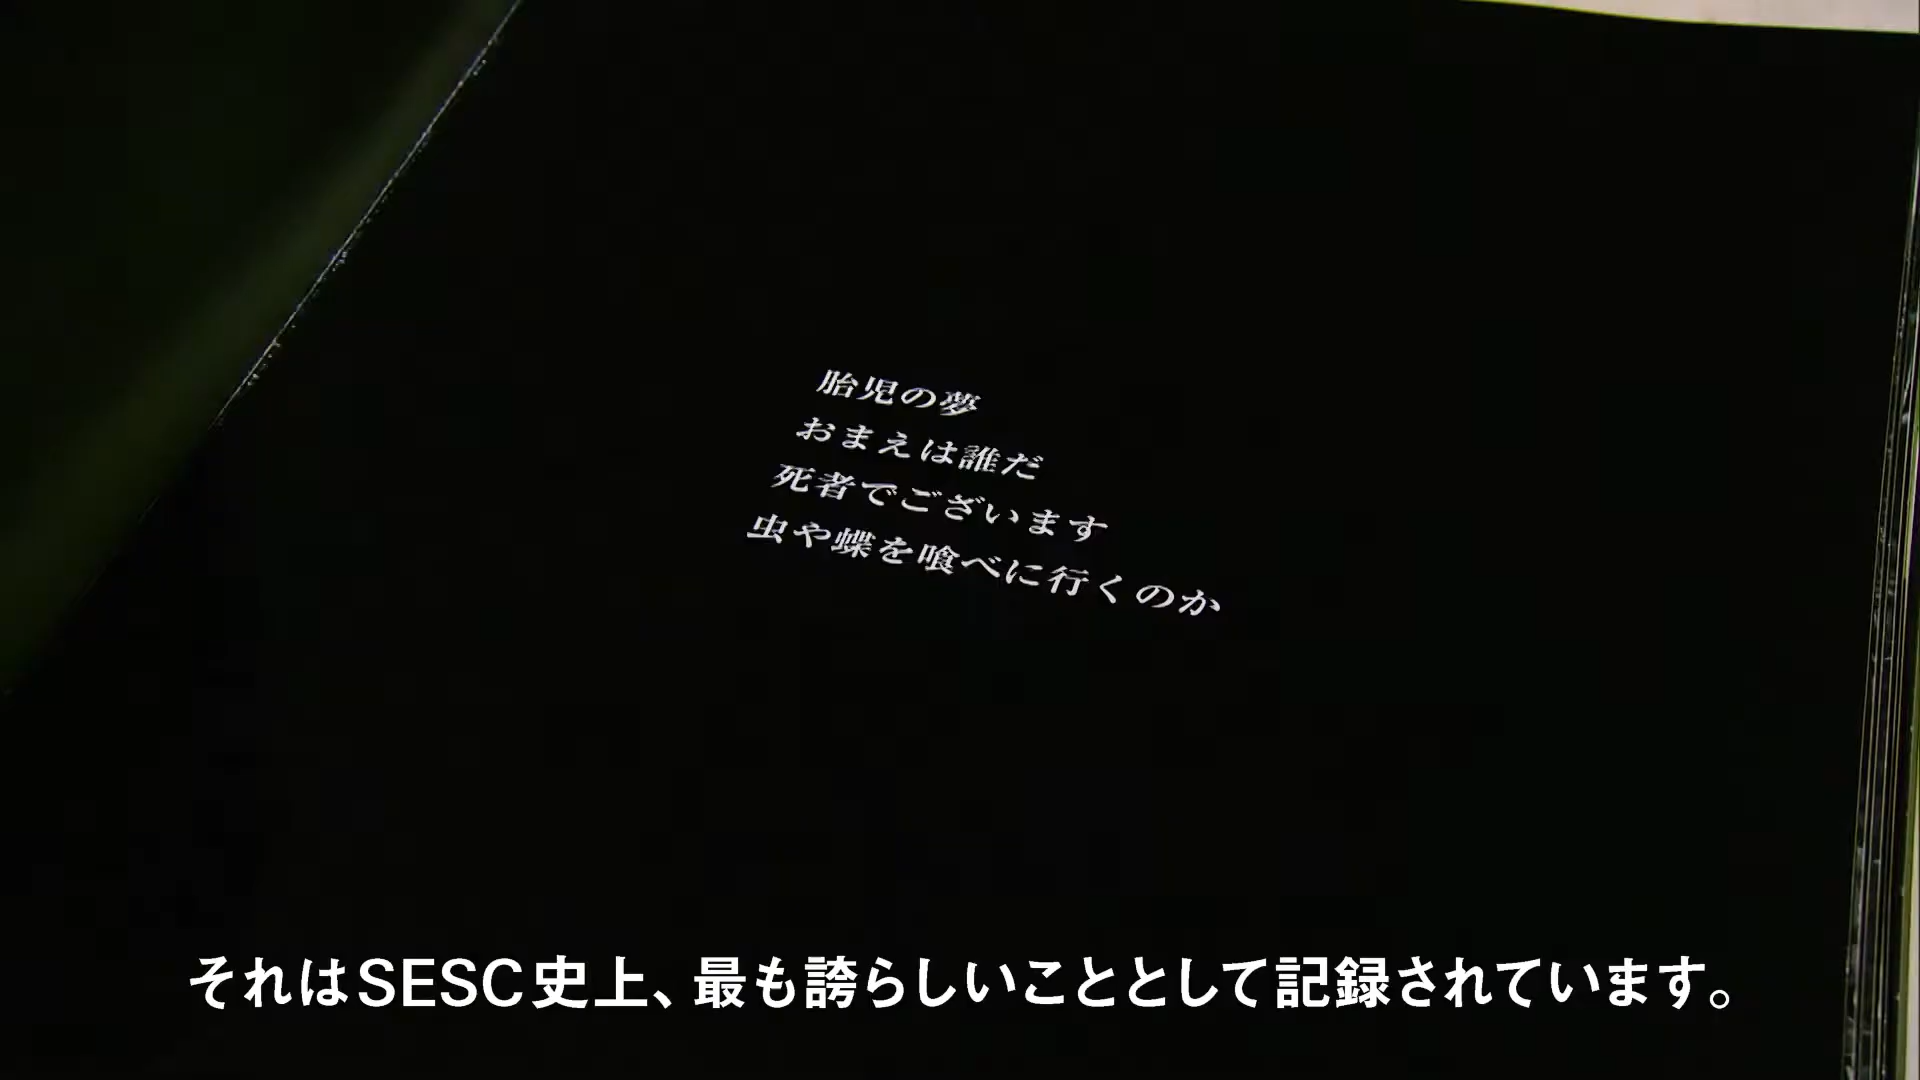 胎児の夢
おまえは誰だ
死者でございます
虫や蝶を喰べに行くのか
それはSESC史上、最も誇らしいこととして記録されています。